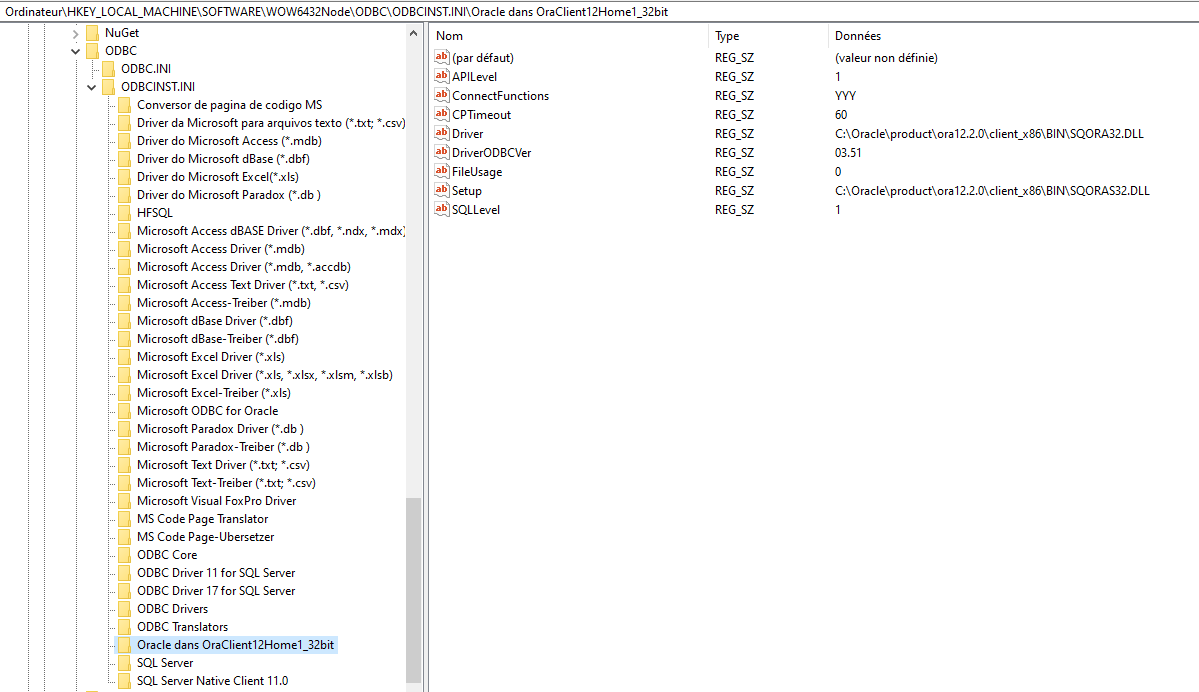 Ordinateur\HKEY_LOCAL_MACHINE\SOFTWARE\WOW6432Node\ODBC\ODBCINST.INI\Oracle dans OraClient12Home1_32bit
NuGet
ODBC
ODBC.INI
ODBCINST.INI
Conversor de pagina de codigo MS
Driver da Microsoft para arquivos texto (*.txt; *.csv)
Driver do Microsoft Access (*.mdb)
Driver do Microsoft dBase (*.dbf)
Driver do Microsoft Excel(*.xls)
Driver do Microsoft Paradox (*.db )
HFSQL
Microsoft Access dBASE Driver (*.dbf, *.ndx, *.mdx)
Microsoft Access Driver (*.mdb)
Microsoft Access Driver (*.mdb, *.accdb)
Microsoft Access Text Driver (*.txt, *.csv)
Microsoft Access-Treiber (*.mdb)
Microsoft dBase Driver (*.dbf)
Microsoft dBase-Treiber (*.dbf)
Microsoft Excel Driver (*.xls)
Microsoft Excel Driver (*.xls, *.xlsx, *.xlsm, *.xlsb)
Microsoft Excel-Treiber (*.xls)
Microsoft ODBC for Oracle
Microsoft Paradox Driver (*.db )
Microsoft Paradox-Treiber (*.db )
Microsoft Text Driver (*.txt; *.csv)
Microsoft Text-Treiber (*.txt; *.csv)
Microsoft Visual FoxPro Driver
MS Code Page Translator
MS Code Page-Übersetzer
ODBC Core
ODBC Driver 11 for SQL Server
ODBC Driver 17 for SQL Server
ODBC Drivers
ODBC Translators
Oracle dans OraClient12Home1_32bit
SQL Server
SQL Server Native Client 11.0
Nom Type Données
(par défaut) REG_SZ (valeur non définie)
APILevel REG_SZ 1
ConnectFunctions REG_SZ YYY
CPTimeout REG_SZ 60
Driver REG_SZ C:\Oracle\product\ora12.2.0\client_x86\BIN\SQORA32.DLL
DriverODBCVer REG_SZ 03.51
FileUsage REG_SZ 0
Setup REG_SZ C:\Oracle\product\ora12.2.0\client_x86\BIN\SQORAS32.DLL
SQLLevel REG_SZ 1